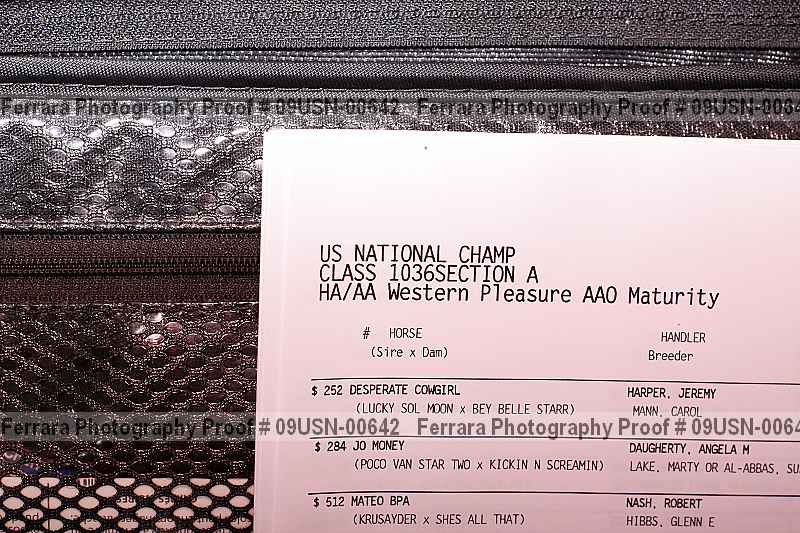 Ferrara Photography Proof # 09USN-00642 Ferrara Photography Proof # 09USN-0064
US NATIONAL CHAMP
CLASS 1036SECTION A
HA/AA Western Pleasure AAO Maturity
# HORSE HANDLER
(Sire x Dam) Breeder
$ 252 DESPERATE COWGIRL HARPER, JEREMY
(LUCKY SOL MOON x BEY BELLE STARR) MANN, CAROL
Ferrara Photography Proof # 09USN-00642 Ferrara Photography Proof # 09USN-0064
$ 284 JO MONEY DAUGHERTY, ANGELA M
(POCO VAN STAR TWO x KICKIN N SCREAMIN) LAKE, MARTY OR AL-ABBAS, SU
$ 512 MATEO BPA NASH, ROBERT
(KRUSAYDER x SHES ALL THAT) HIBBS, GLENN E